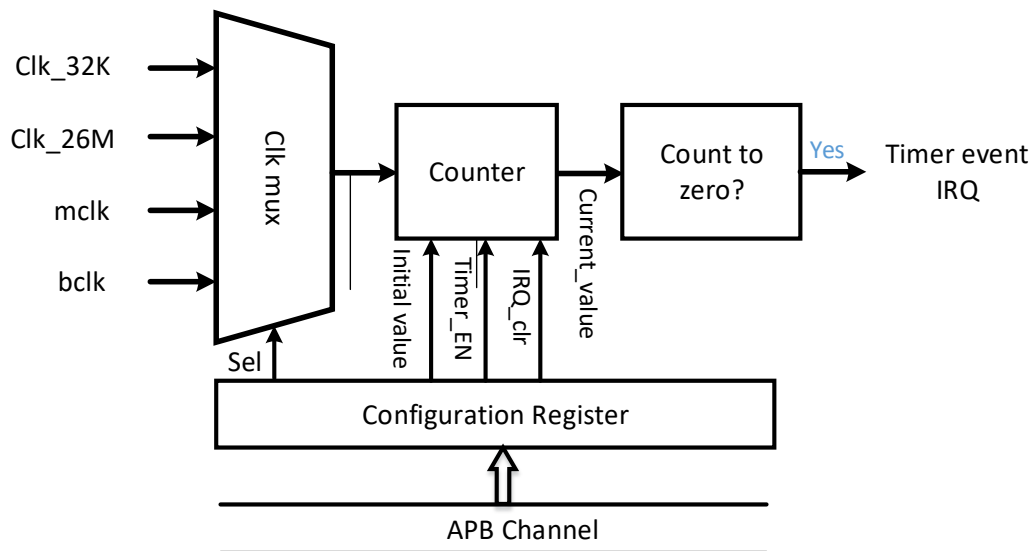 Clk_32K
Clk_26M
mclk
bclk
Clk mux
Sel
Counter
Initial value
Timer_EN
IRQ_clr
Current_value
Count to
zero?
Yes
Timer event
IRQ
Configuration Register
APB Channel